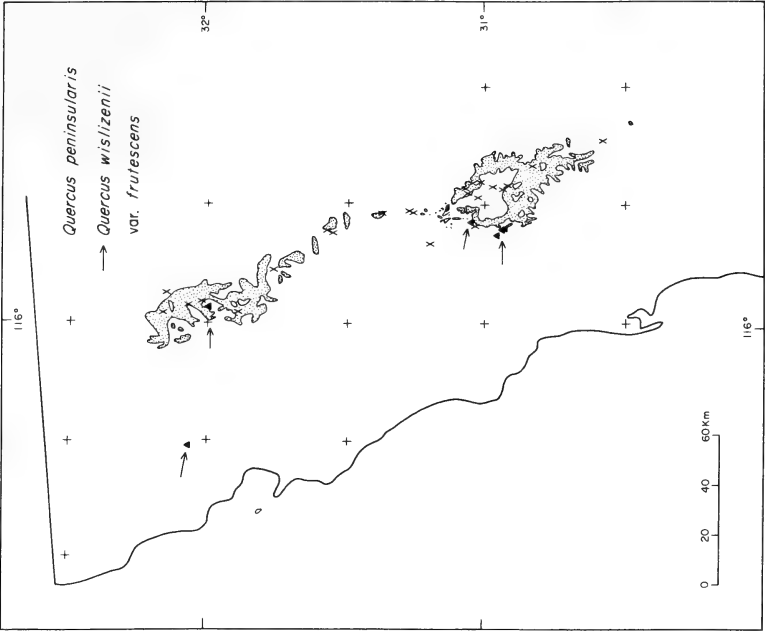 32°
31°
116°
Quercus peninsularis
→ Quercus wislizenii
var. frutescens
116°
0 20 40 60 Km